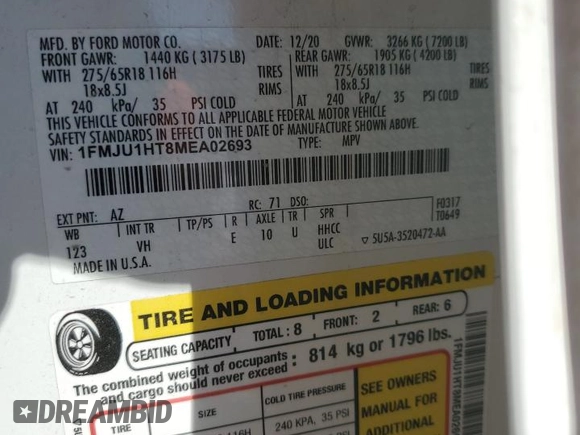 MFD. BY FORD MOTOR CO.
DATE: 12/20 GVWR: 3266 KG (7200 LB)
FRONT GAWR: 1440 KG (3175 LB)
REAR GAWR: 1905 KG (4200 LB)
WITH 275/65R18 116H TIRES
WITH 275/65R18 116H TIRES
18x8.5J RIMS
18x8.5J RIMS
AT 240 kPa/ 35 PSI COLD
AT 240 kPa/ 35 PSI COLD
THIS VEHICLE CONFORMS TO ALL APPLICABLE FEDERAL MOTOR VEHICLE
SAFETY STANDARDS IN EFFECT ON THE DATE OF MANUFACTURE SHOWN ABOVE.
VIN: 1FMJU1HT8MEA02693 TYPE: MPV
EXT PNT: AZ RC: 71 DSO: F0317
T0649
WB INT TR TP/PS R AXLE TR SPR
123 VH E 10 U HHCC
ULC
MADE IN U.S.A. ▽ 5U5A-3520472-AA
TIRE AND LOADING INFORMATION
SEATING CAPACITY TOTAL: 8 FRONT: 2 REAR: 6
The combined weight of occupants
and cargo should never exceed : 814 kg or 1796 lbs.
TIRE SIZE COLD TIRE PRESSURE
240 KPA, 35 PSI
SEE OWNERS
MANUAL FOR
ADDITIONAL
DREAMBID